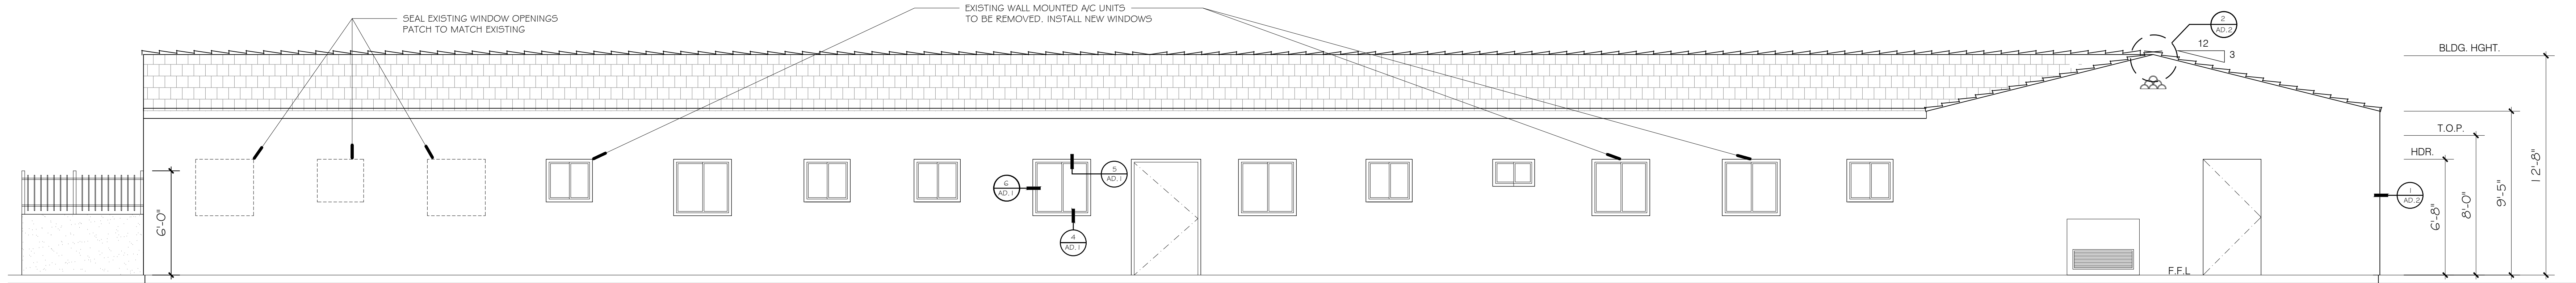 SEAL EXISTING WINDOW OPENINGS
PATCH TO MATCH EXISTING
EXISTING WALL MOUNTED A/C UNITS
TO BE REMOVED, INSTALL NEW WINDOWS
2
AD.2
12
3
BLDG. HGHT.
T.O.P.
HDR.
6'-0"
6
AD.1
5
AD.1
4
AD.1
1
AD.2
6'-8"
8'-0"
9'-5"
12'-8"
F.F.L